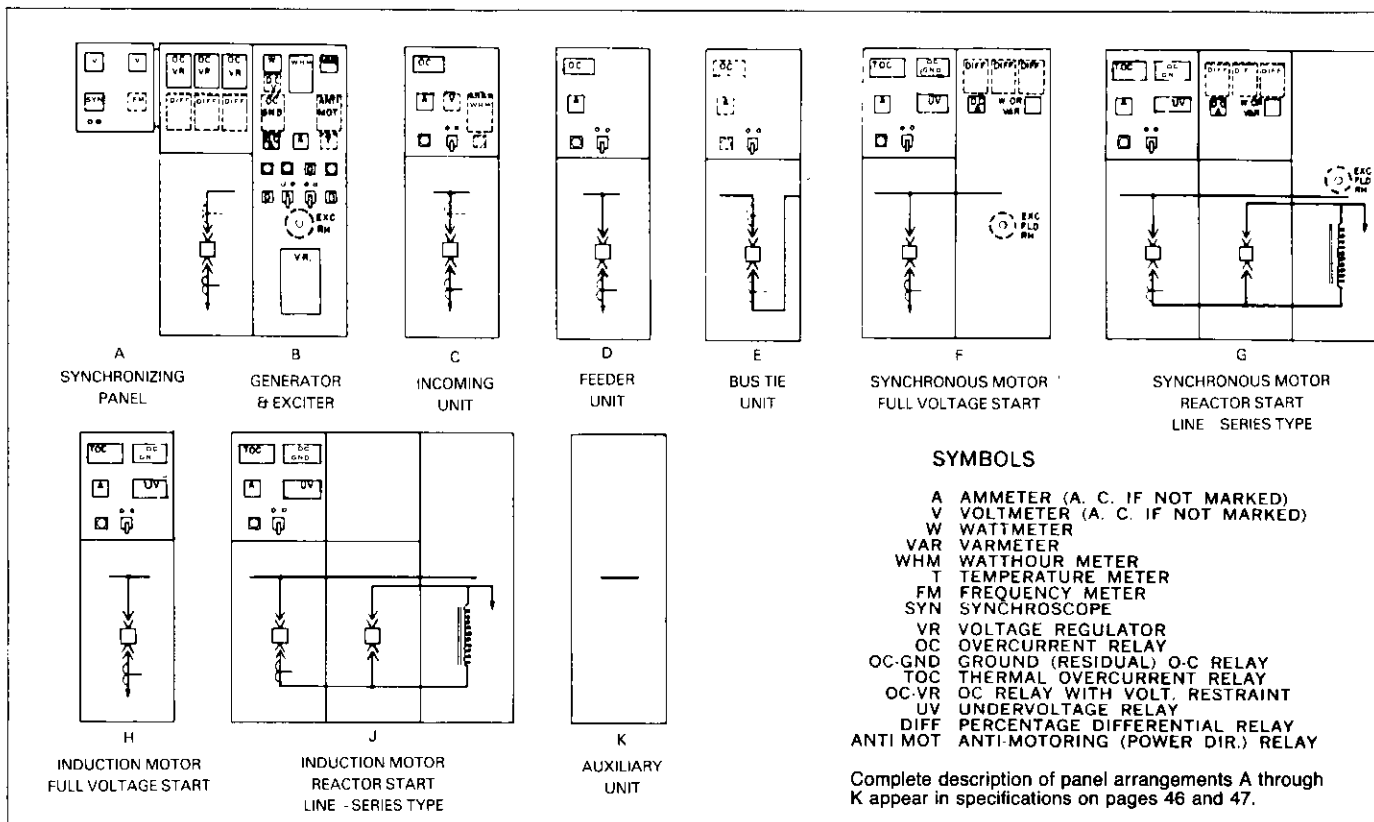 V V
SYN FM
OC VR OC VR OC VR
DIFF DIFF DIFF
W WHM
OC GND ANTI MOT
A
EXC RH
V.R.
OC
A V WHM
OC
A
OC
A
TOC OC GND
A UV
DIFF DIFF DIFF
DC A W OR VAR
EXC FLD RH
TOC OC GN
A UV
DIFF DIFF
DC A W OR VAR
EXC FLD RH
A
SYNCHRONIZING
PANEL
B
GENERATOR
& EXCITER
C
INCOMING
UNIT
D
FEEDER
UNIT
E
BUS TIE
UNIT
F
SYNCHRONOUS MOTOR
FULL VOLTAGE START
G
SYNCHRONOUS MOTOR
REACTOR START
LINE SERIES TYPE
TOC OC GN
A UV
TOC OC GND
A UV
H
INDUCTION MOTOR
FULL VOLTAGE START
J
INDUCTION MOTOR
REACTOR START
LINE - SERIES TYPE
K
AUXILIARY
UNIT
SYMBOLS
A AMMETER (A. C. IF NOT MARKED)
V VOLTMETER (A. C. IF NOT MARKED)
W WATTMETER
VAR VARMETER
WHM WATTHOUR METER
T TEMPERATURE METER
FM FREQUENCY METER
SYN SYNCHROSCOPE
VR VOLTAGE REGULATOR
OC OVERCURRENT RELAY
OC-GND GROUND (RESIDUAL) O-C RELAY
TOC THERMAL OVERCURRENT RELAY
OC-VR OC RELAY WITH VOLT. RESTRAINT
UV UNDERVOLTAGE RELAY
DIFF PERCENTAGE DIFFERENTIAL RELAY
ANTI MOT ANTI-MOTORING (POWER DIR.) RELAY
Complete description of panel arrangements A through
K appear in specifications on pages 46 and 47.